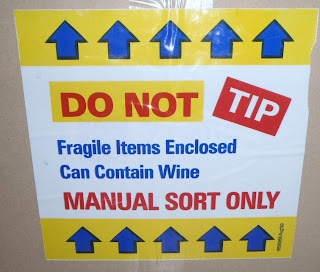 DO NOT TIP
Fragile Items Enclosed
Can Contain Wine
MANUAL SORT ONLY